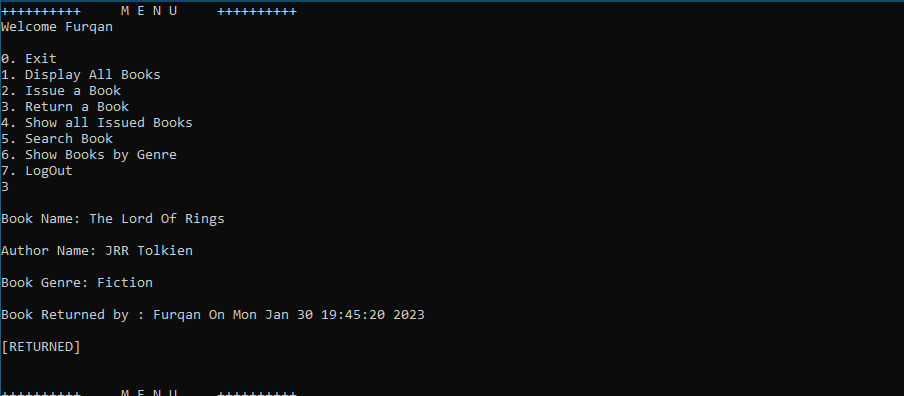 ++++++++++     M E N U     ++++++++++
Welcome Furqan
0. Exit
1. Display All Books
2. Issue a Book
3. Return a Book
4. Show all Issued Books
5. Search Book
6. Show Books by Genre
7. LogOut
3
Book Name: The Lord Of Rings
Author Name: JRR Tolkien
Book Genre: Fiction
Book Returned by : Furqan On Mon Jan 30 19:45:20 2023
[RETURNED]
++++++++++     M E N U     ++++++++++